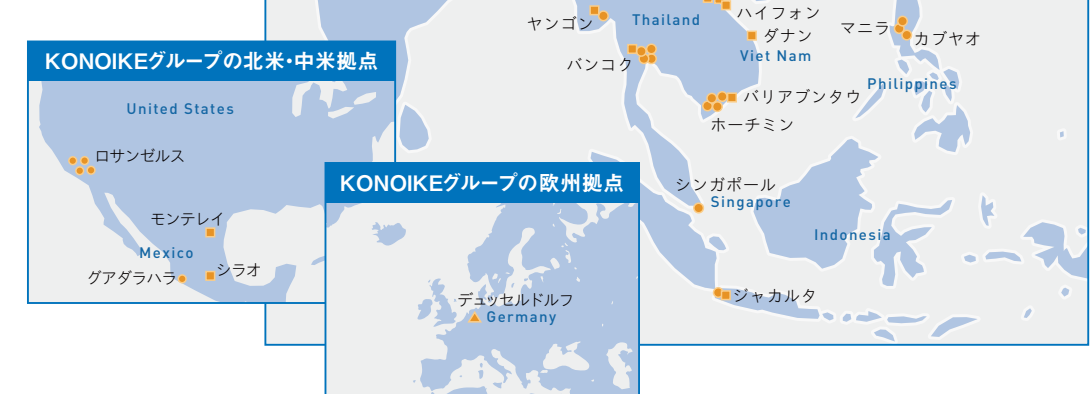 ヤンゴン
Thailand
ハイフォン
ダナン
Viet Nam
マニラ
カブヤオ
バンコク
Philippines
バリアブンタウ
ホーチミン
シンガポール
Singapore
Indonesia
ジャカルタ
KONOIKEグループの北米・中米拠点
United States
ロサンゼルス
モンテレイ
Mexico
グアダラハラ
シラオ
KONOIKEグループの欧州拠点
デュッセルドルフ
Germany